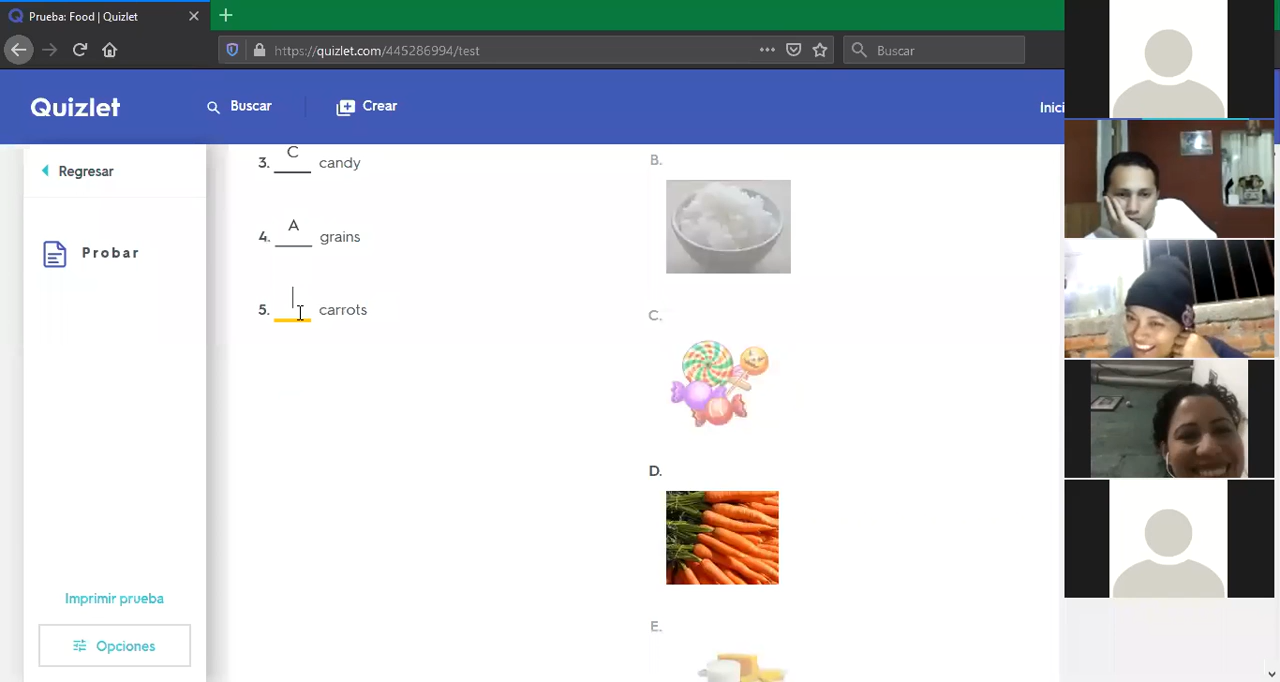 Prueba: Food | Quizlet
https://quizlet.com/445286994/test
Buscar
Quizlet
Buscar
Crear
Inici
Regresar
Probar
Imprimir prueba
Opciones
3. C candy
4. A grains
5. carrots
B.
C.
D.
E.